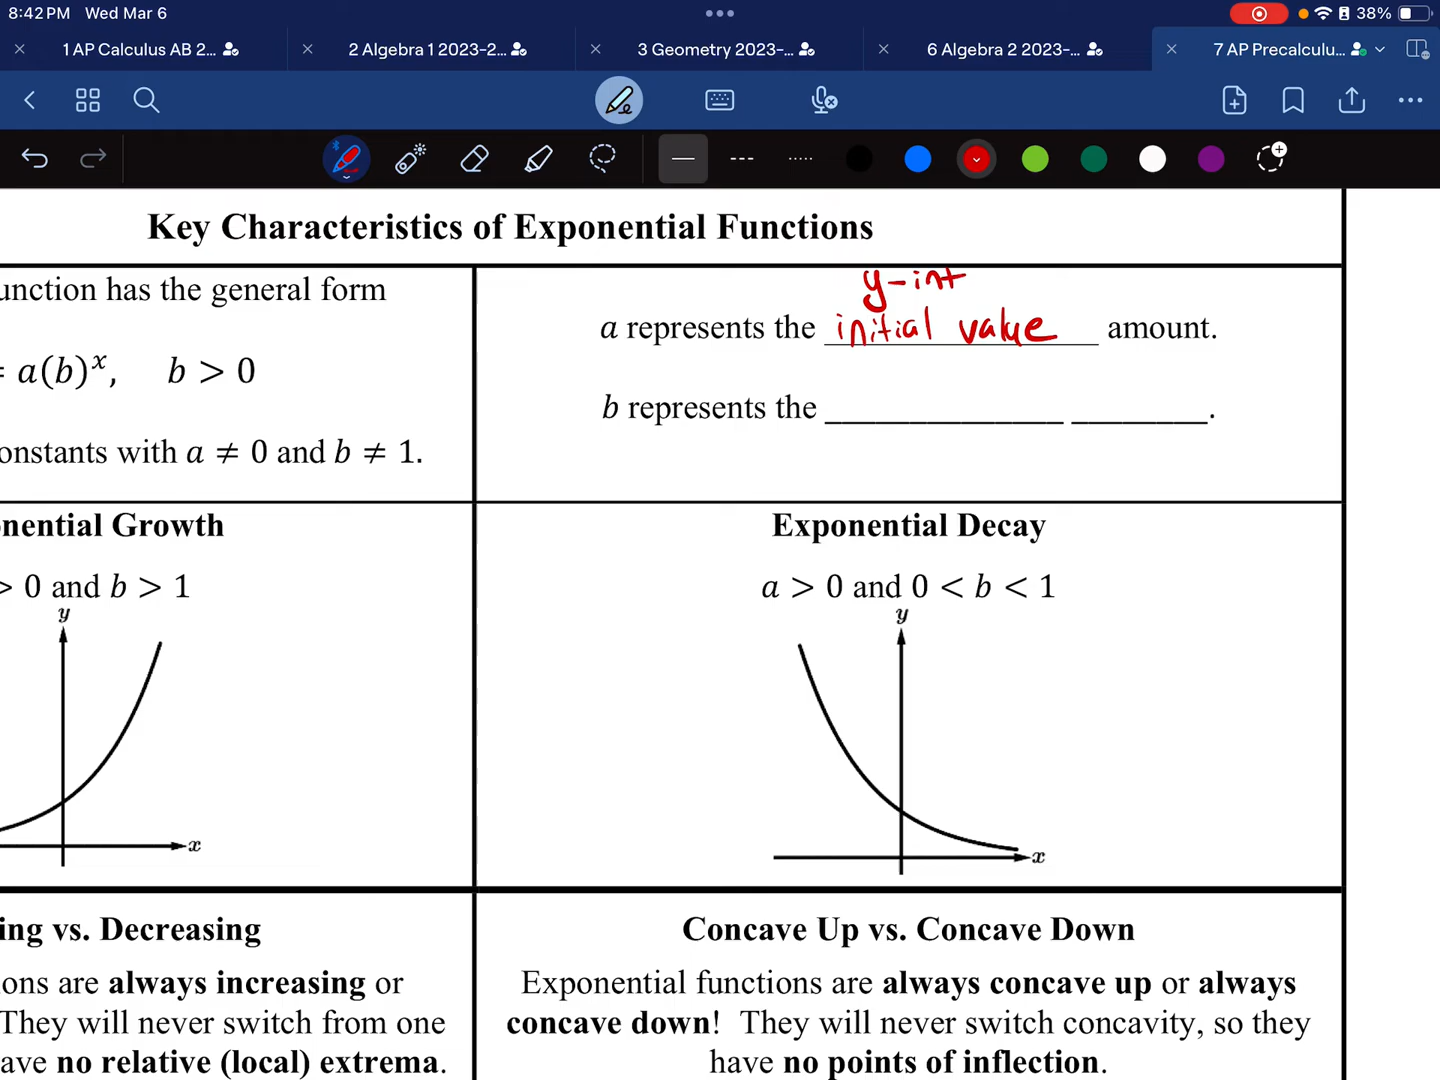 8:42 PM Wed Mar 6
38%
1 AP Calculus AB 2...
2 Algebra 1 2023-2...
3 Geometry 2023-...
6 Algebra 2 2023-...
7 AP Precalculu...
Key Characteristics of Exponential Functions
unction has the general form
= a(b)ˣ, b > 0
onstants with a ≠ 0 and b ≠ 1.
y-int
a represents the initial value amount.
b represents the ______________ ________.
nential Growth
> 0 and b > 1
y
x
Exponential Decay
a > 0 and 0 < b < 1
y
x
ing vs. Decreasing
ons are always increasing or
They will never switch from one
ave no relative (local) extrema.
Concave Up vs. Concave Down
Exponential functions are always concave up or always
concave down! They will never switch concavity, so they
have no points of inflection.